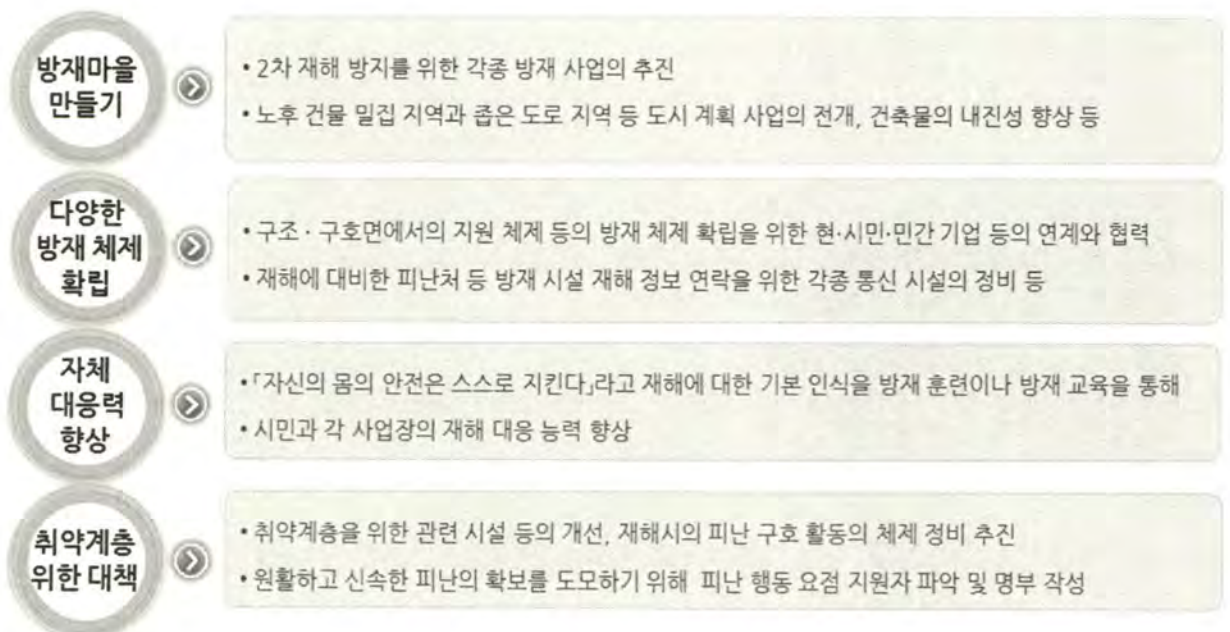 방재마을
만들기
• 2차 재해 방지를 위한 각종 방재 사업의 추진
• 노후 건물 밀집 지역과 좁은 도로 지역 등 도시 계획 사업의 전개, 건축물의 내진성 향상 등
다양한
방재 체제
확립
• 구조 · 구호면에서의 지원 체제 등의 방재 체제 확립을 위한 현·시민·민간 기업 등의 연계와 협력
• 재해에 대비한 피난처 등 방재 시설 재해 정보 연락을 위한 각종 통신 시설의 정비 등
자체
대응력
향상
• 「자신의 몸의 안전은 스스로 지킨다」라고 재해에 대한 기본 인식을 방재 훈련이나 방재 교육을 통해
• 시민과 각 사업장의 재해 대응 능력 향상
취약계층
위한 대책
• 취약계층을 위한 관련 시설 등의 개선, 재해시의 피난 구호 활동의 체제 정비 추진
• 원활하고 신속한 피난의 확보를 도모하기 위해 피난 행동 요점 지원자 파악 및 명부 작성